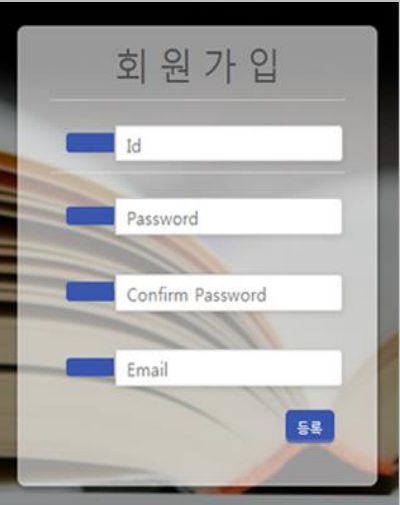 회 원 가 입
Id
Password
Confirm Password
Email
등록